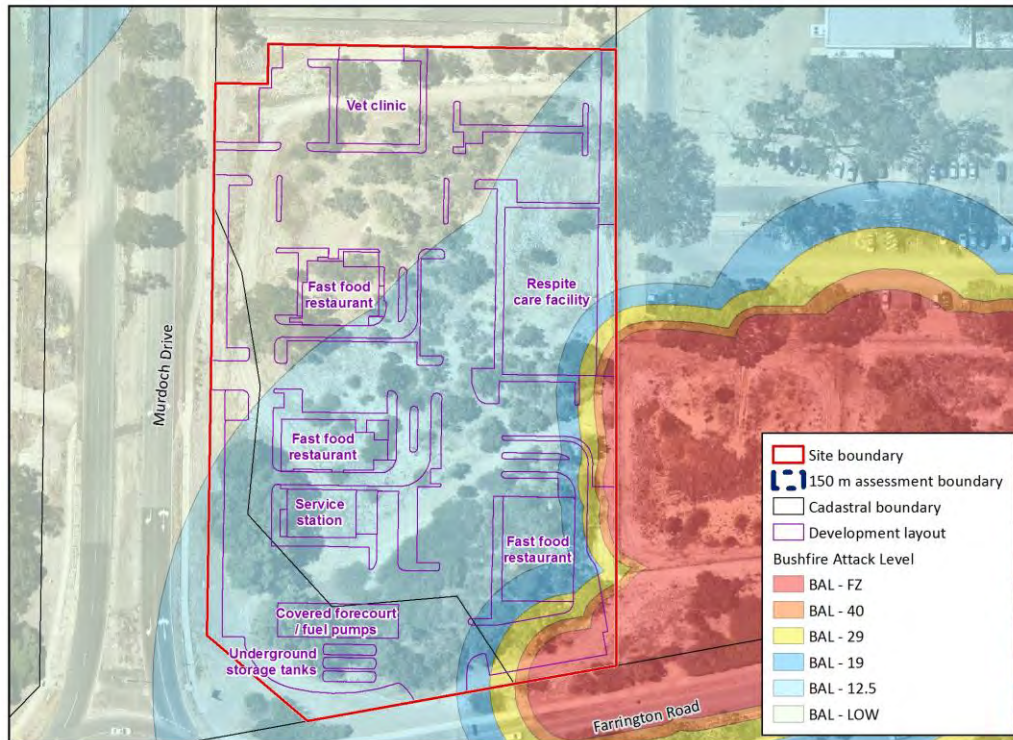 Vet clinic
Fast food
restaurant
Respite
care facility
Murdoch Drive
Fast food
restaurant
Service
station
Fast food
restaurant
Covered forecourt
/ fuel pumps
Underground
storage tanks
Farrington Road
Site boundary
150 m assessment boundary
Cadastral boundary
Development layout
Bushfire Attack Level
BAL - FZ
BAL - 40
BAL - 29
BAL - 19
BAL - 12.5
BAL - LOW